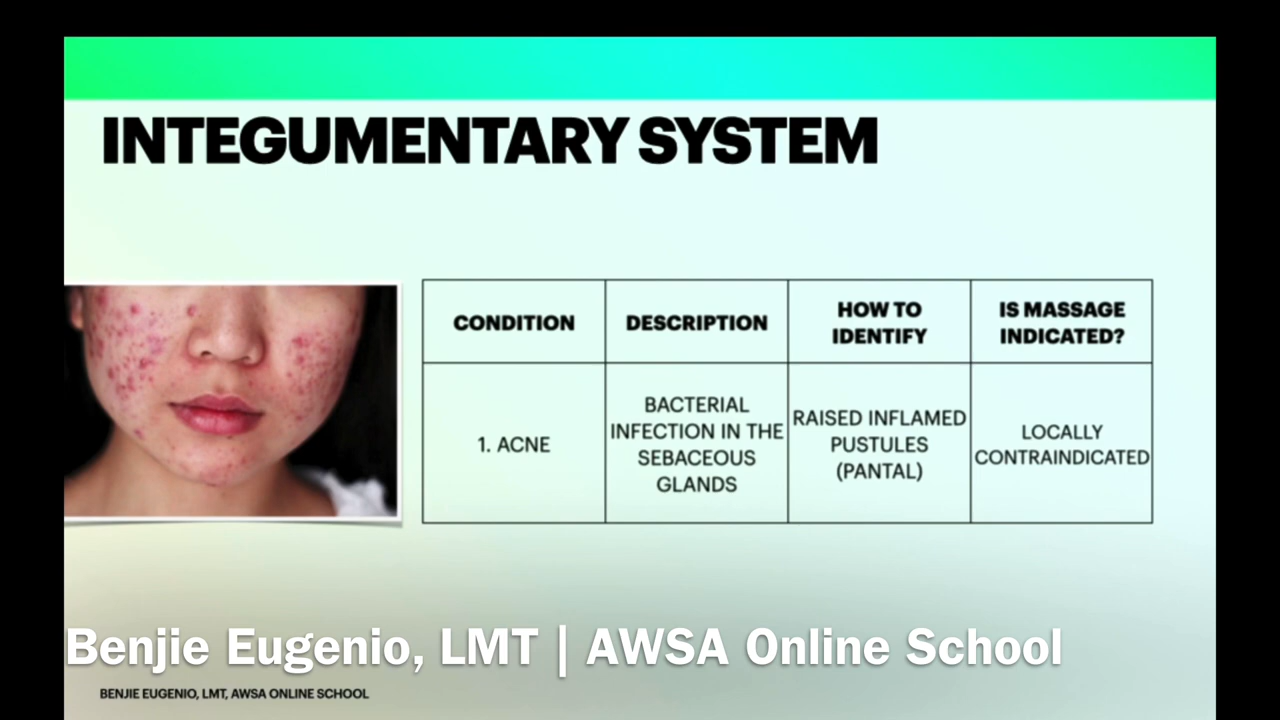 INTEGUMENTARY SYSTEM
CONDITION
DESCRIPTION
HOW TO
IDENTIFY
IS MASSAGE
INDICATED?
1. ACNE
BACTERIAL
INFECTION IN THE
SEBACEOUS
GLANDS
RAISED INFLAMED
PUSTULES
(PANTAL)
LOCALLY
CONTRAINDICATED
Benjie Eugenio, LMT | AWSA Online School
BENJIE EUGENIO, LMT, AWSA ONLINE SCHOOL